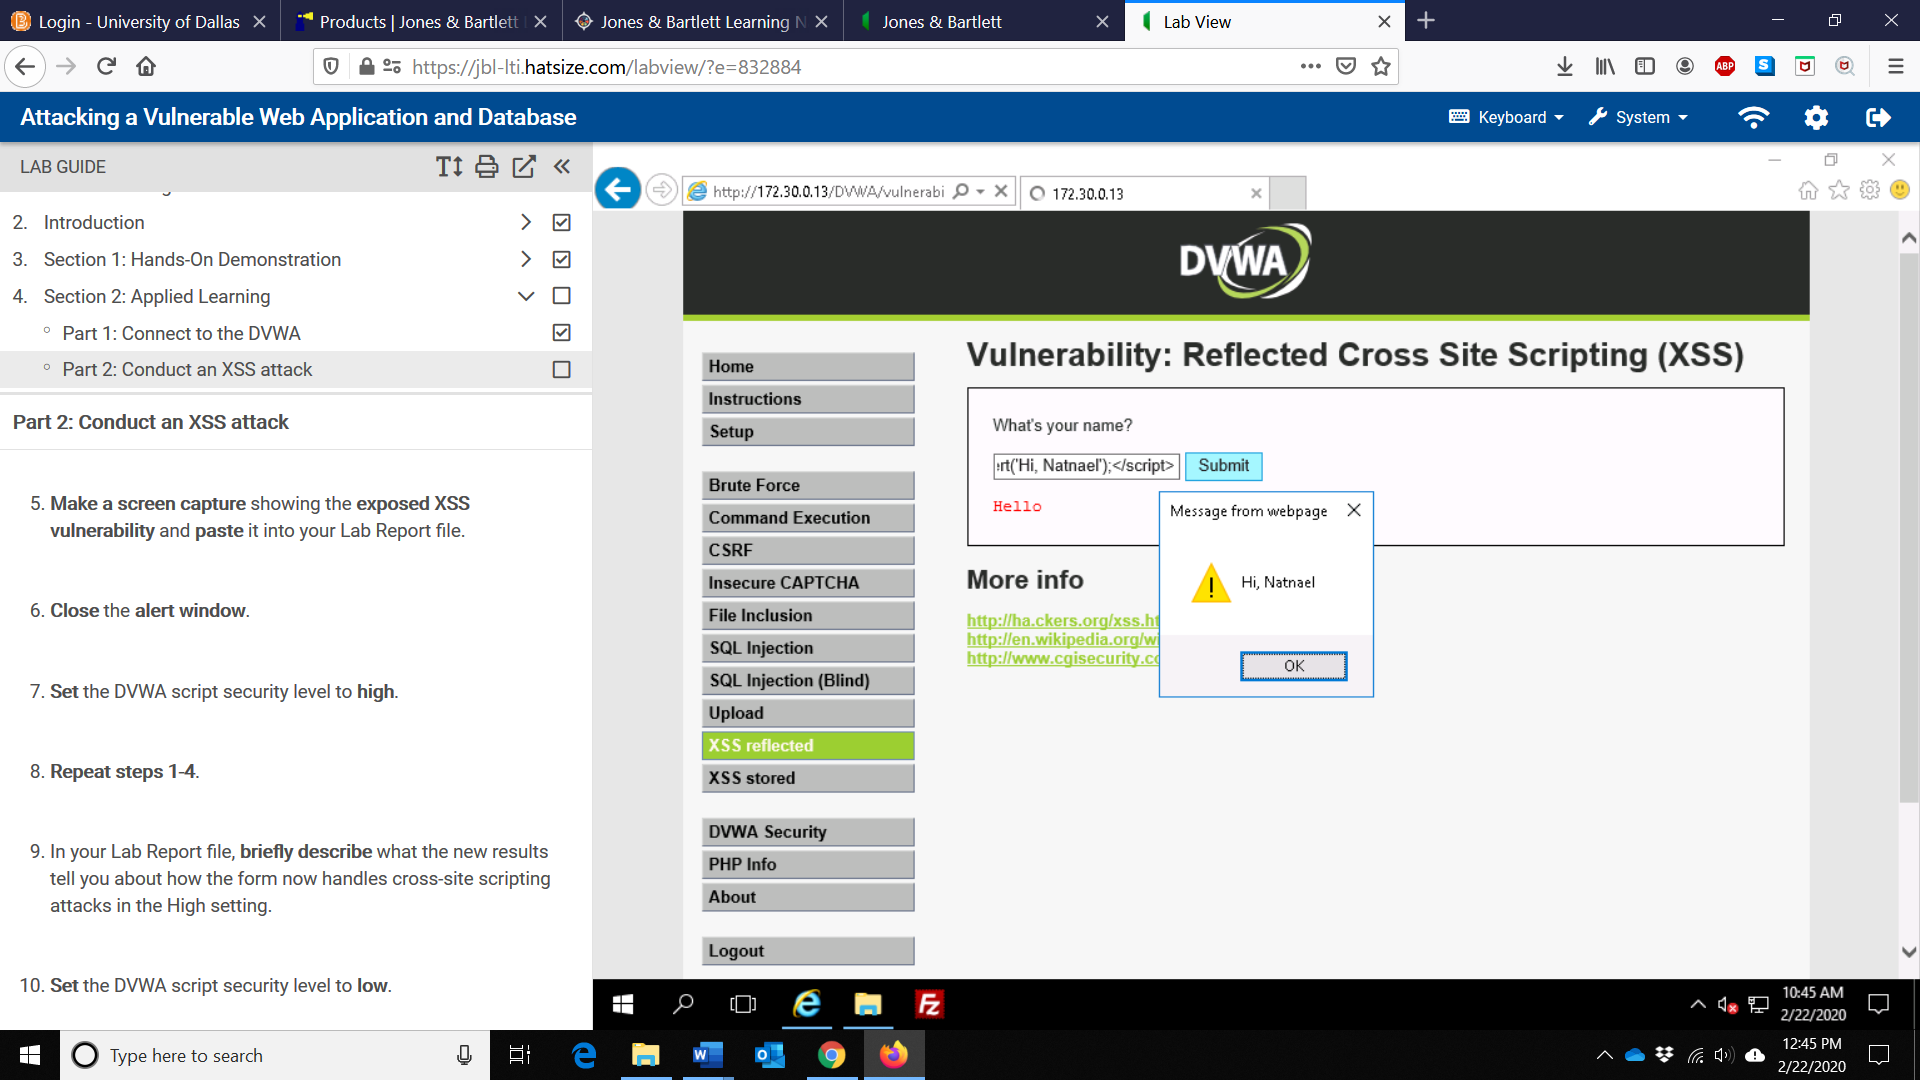 Login - University of Dallas
Products | Jones & Bartlett
Jones & Bartlett Learning N
Jones & Bartlett
Lab View
https://jbl-lti.hatsize.com/labview/?e=832884
ABP
S
Attacking a Vulnerable Web Application and Database
Keyboard
System
LAB GUIDE
2. Introduction
3. Section 1: Hands-On Demonstration
4. Section 2: Applied Learning
Part 1: Connect to the DVWA
Part 2: Conduct an XSS attack
Part 2: Conduct an XSS attack
5. Make a screen capture showing the exposed XSS
vulnerability and paste it into your Lab Report file.
6. Close the alert window.
7. Set the DVWA script security level to high.
8. Repeat steps 1-4.
9. In your Lab Report file, briefly describe what the new results
tell you about how the form now handles cross-site scripting
attacks in the High setting.
10. Set the DVWA script security level to low.
http://172.30.0.13/DVWA/vulnerabi
172.30.0.13
DVWA
Home
Instructions
Setup
Brute Force
Command Execution
CSRF
Insecure CAPTCHA
File Inclusion
SQL Injection
SQL Injection (Blind)
Upload
XSS reflected
XSS stored
DVWA Security
PHP Info
About
Logout
Vulnerability: Reflected Cross Site Scripting (XSS)
What's your name?
rt('Hi, Natnael');</script>
Submit
Hello
Message from webpage
Hi, Natnael
OK
More info
http://ha.ckers.org/xss.ht
http://en.wikipedia.org/wi
http://www.cgisecurity.co
Fz
10:45 AM
2/22/2020
Type here to search
12:45 PM
2/22/2020